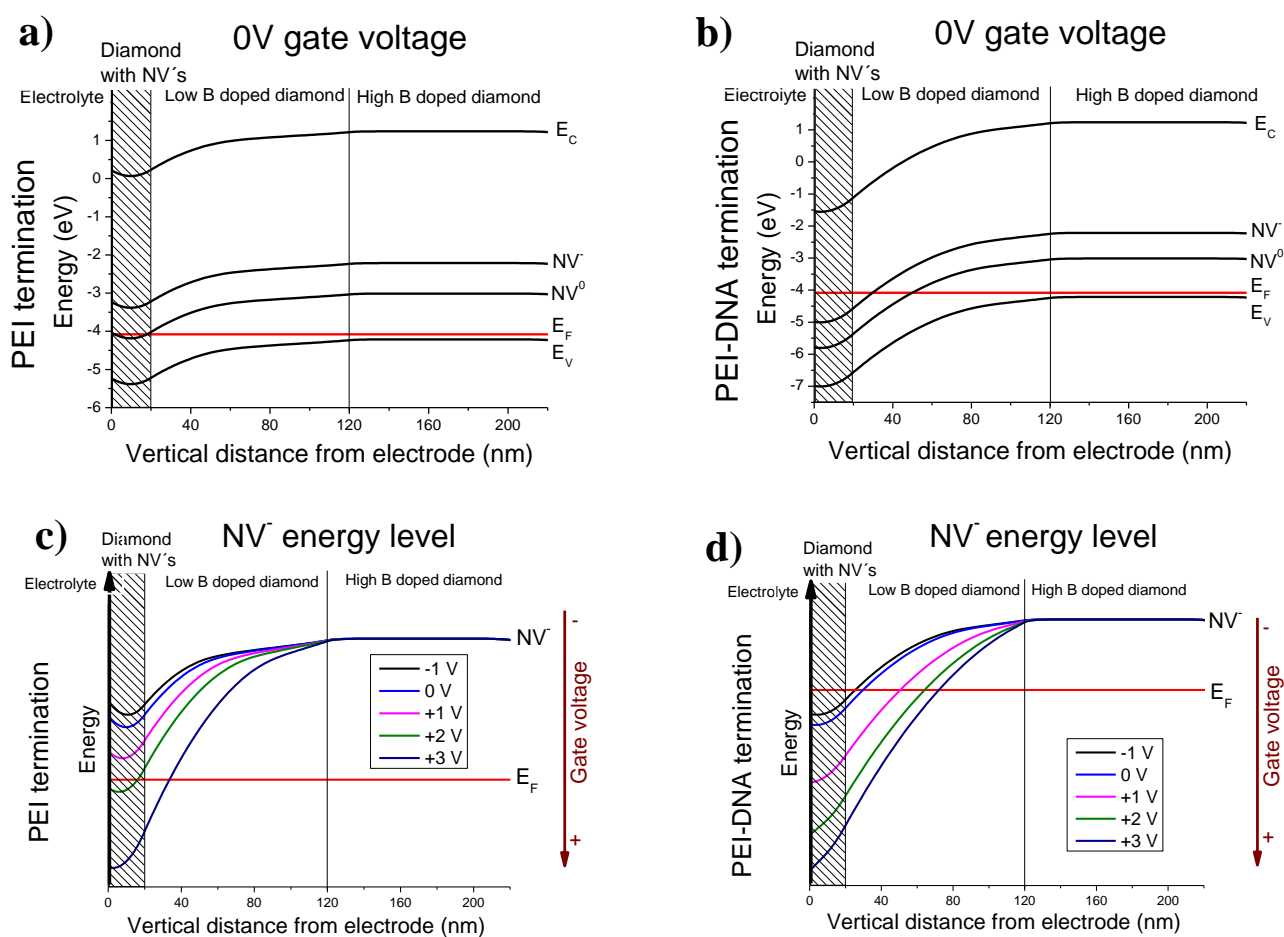 a)
0V gate voltage
Diamond
with NV´s
Electrolyte
Low B doped diamond
High B doped diamond
PEI termination
Energy (eV)
1
0
-1
-2
-3
-4
-5
-6
E_C
NV^-
NV^0
E_F
E_V
0 40 80 120 160 200
Vertical distance from electrode (nm)
b)
0V gate voltage
Diamond
with NV´s
Electrolyte
Low B doped diamond
High B doped diamond
PEI-DNA termination
Energy (eV)
1
0
-1
-2
-3
-4
-5
-6
-7
E_C
NV^-
NV^0
E_F
E_V
0 40 80 120 160 200
Vertical distance from electrode (nm)
c)
NV^- energy level
Diamond
with NV´s
Electrolyte
Low B doped diamond
High B doped diamond
PEI termination
Energy
NV^-
-1 V
0 V
+1 V
+2 V
+3 V
E_F
-
Gate voltage
+
0 40 80 120 160 200
Vertical distance from electrode (nm)
d)
NV^- energy level
Diamond
with NV´s
Electrolyte
Low B doped diamond
High B doped diamond
PEI-DNA termination
Energy
NV^-
E_F
-1 V
0 V
+1 V
+2 V
+3 V
-
Gate voltage
+
0 40 80 120 160 200
Vertical distance from electrode (nm)